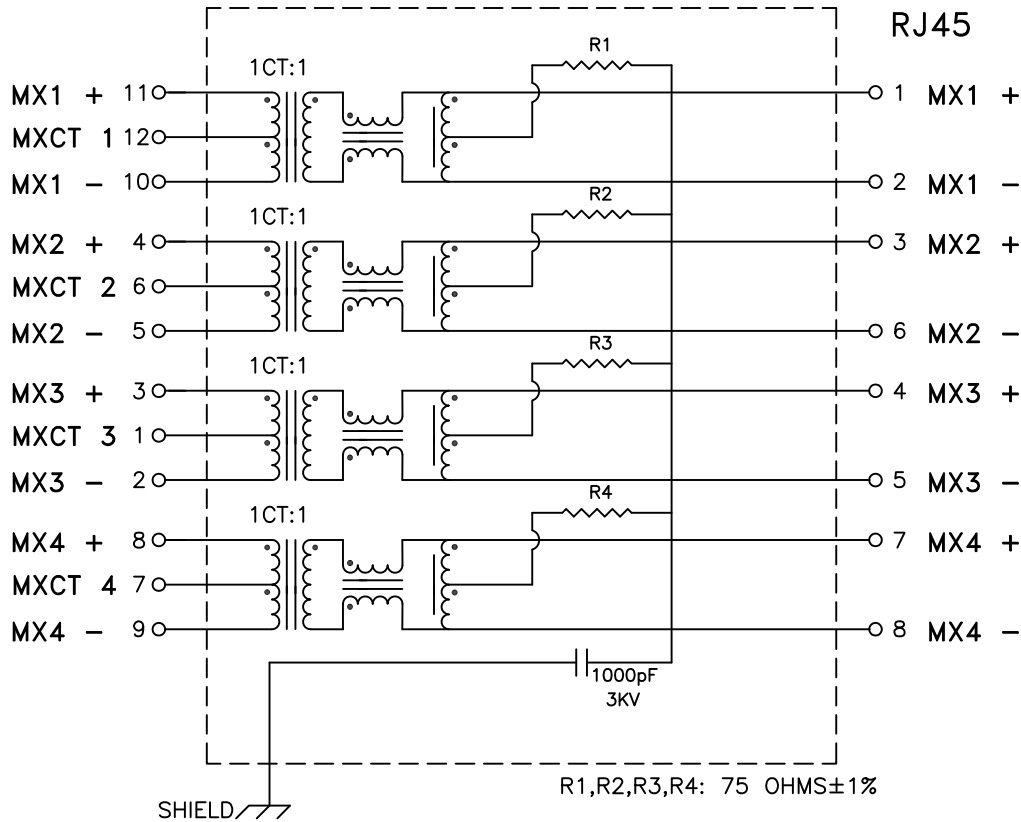 RJ45
R1
1CT:1
MX1 + 11 1 MX1 +
MXCT 1 12
MX1 - 10 2 MX1 -
R2
1CT:1
MX2 + 4 3 MX2 +
MXCT 2 6
MX2 - 5 6 MX2 -
R3
1CT:1
MX3 + 3 4 MX3 +
MXCT 3 1
MX3 - 2 5 MX3 -
R4
1CT:1
MX4 + 8 7 MX4 +
MXCT 4 7
MX4 - 9 8 MX4 -
1000pF
3KV
R1,R2,R3,R4: 75 OHMS±1%
SHIELD